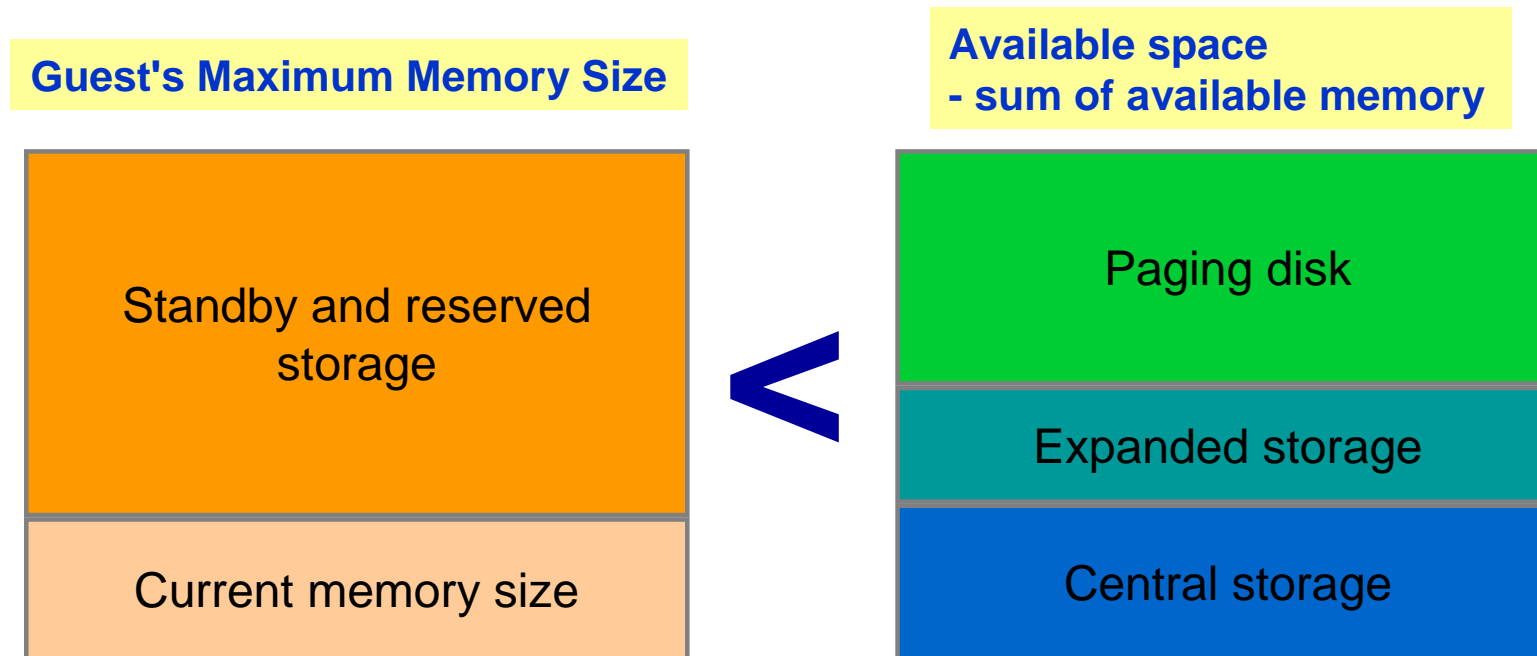 Guest's Maximum Memory Size
Available space
- sum of available memory
Standby and reserved
storage
Current memory size
<
Paging disk
Expanded storage
Central storage